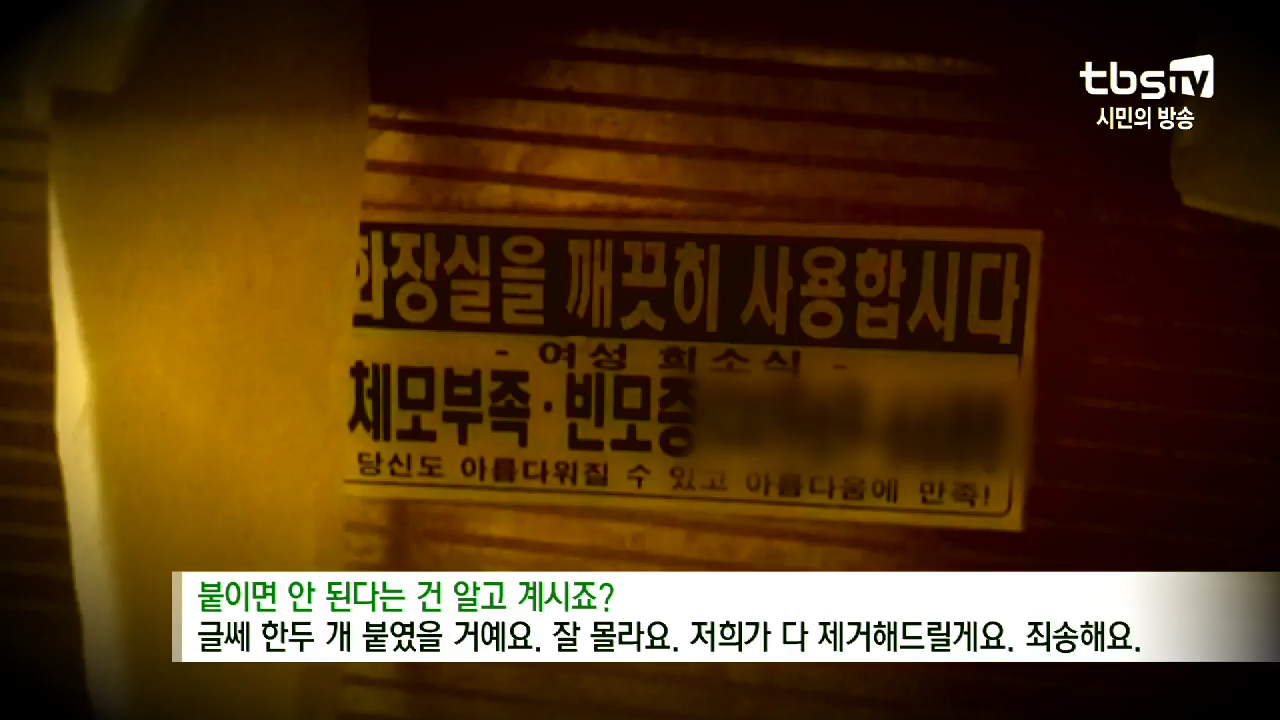 tbs TV
시민의 방송
화장실을 깨끗히 사용합시다
- 여성 희소식 -
체모부족·빈모증
당신도 아름다워질 수 있고 아름다움에 만족!
붙이면 안 된다는 건 알고 계시죠?
글쎄 한두 개 붙였을 거예요. 잘 몰라요. 저희가 다 제거해드릴게요. 죄송해요.